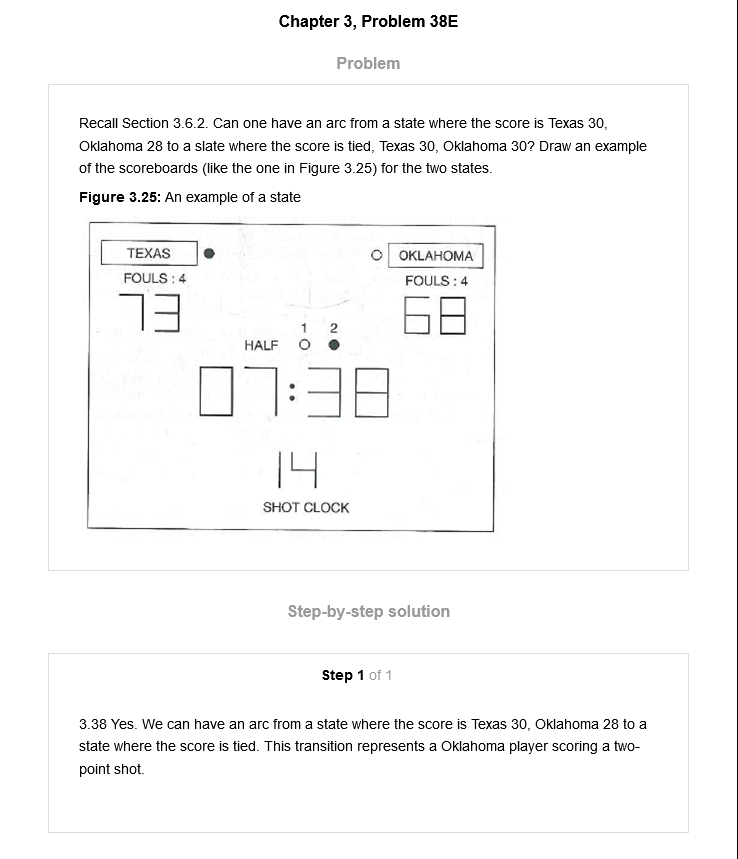 Chapter 3, Problem 38E
Problem
Recall Section 3.6.2. Can one have an arc from a state where the score is Texas 30,
Oklahoma 28 to a slate where the score is tied, Texas 30, Oklahoma 30? Draw an example
of the scoreboards (like the one in Figure 3.25) for the two states.
Figure 3.25: An example of a state
TEXAS
OKLAHOMA
FOULS : 4
FOULS : 4
73
68
1 2
HALF
07:38
14
SHOT CLOCK
Step-by-step solution
Step 1 of 1
3.38 Yes. We can have an arc from a state where the score is Texas 30, Oklahoma 28 to a
state where the score is tied. This transition represents a Oklahoma player scoring a two-
point shot.